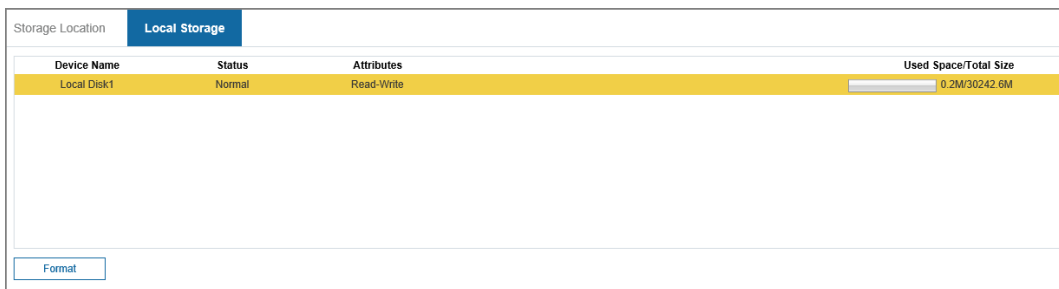 Storage Location Local Storage
Device Name Status Attributes Used Space/Total Size
Local Disk1 Normal Read-Write 0.2M/30242.6M
Format